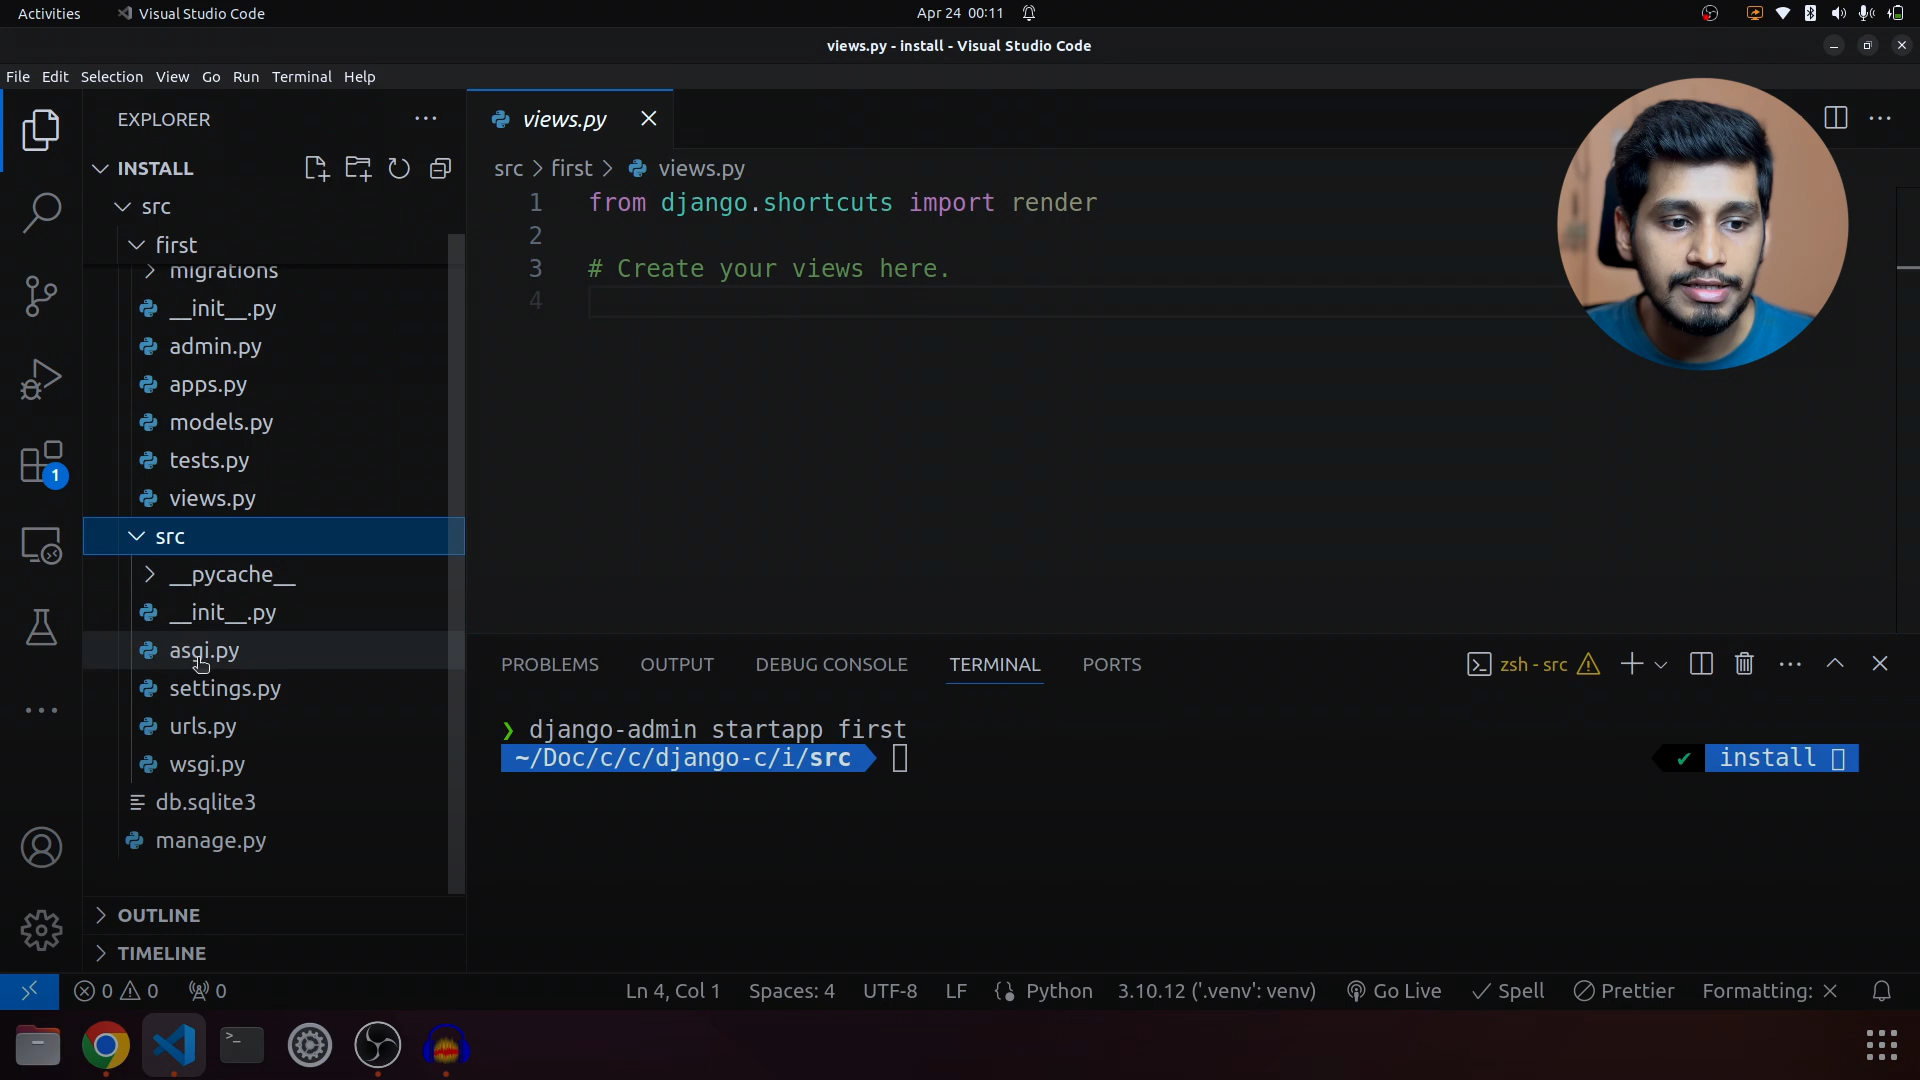 Activities
Visual Studio Code
Apr 24 00:11
views.py - install - Visual Studio Code
File Edit Selection View Go Run Terminal Help
EXPLORER
INSTALL
src
first
migrations
__init__.py
admin.py
apps.py
models.py
tests.py
views.py
src
__pycache__
__init__.py
asgi.py
settings.py
urls.py
wsgi.py
db.sqlite3
manage.py
OUTLINE
TIMELINE
1
views.py
src > first > views.py
1 from django.shortcuts import render
2
3 # Create your views here.
4
PROBLEMS OUTPUT DEBUG CONSOLE TERMINAL PORTS
zsh - src
❯ django-admin startapp first
~/Doc/c/c/django-c/i/src
✔ install
0 0 0
Ln 4, Col 1 Spaces: 4 UTF-8 LF Python 3.10.12 ('.venv': venv) Go Live Spell Prettier Formatting: ×